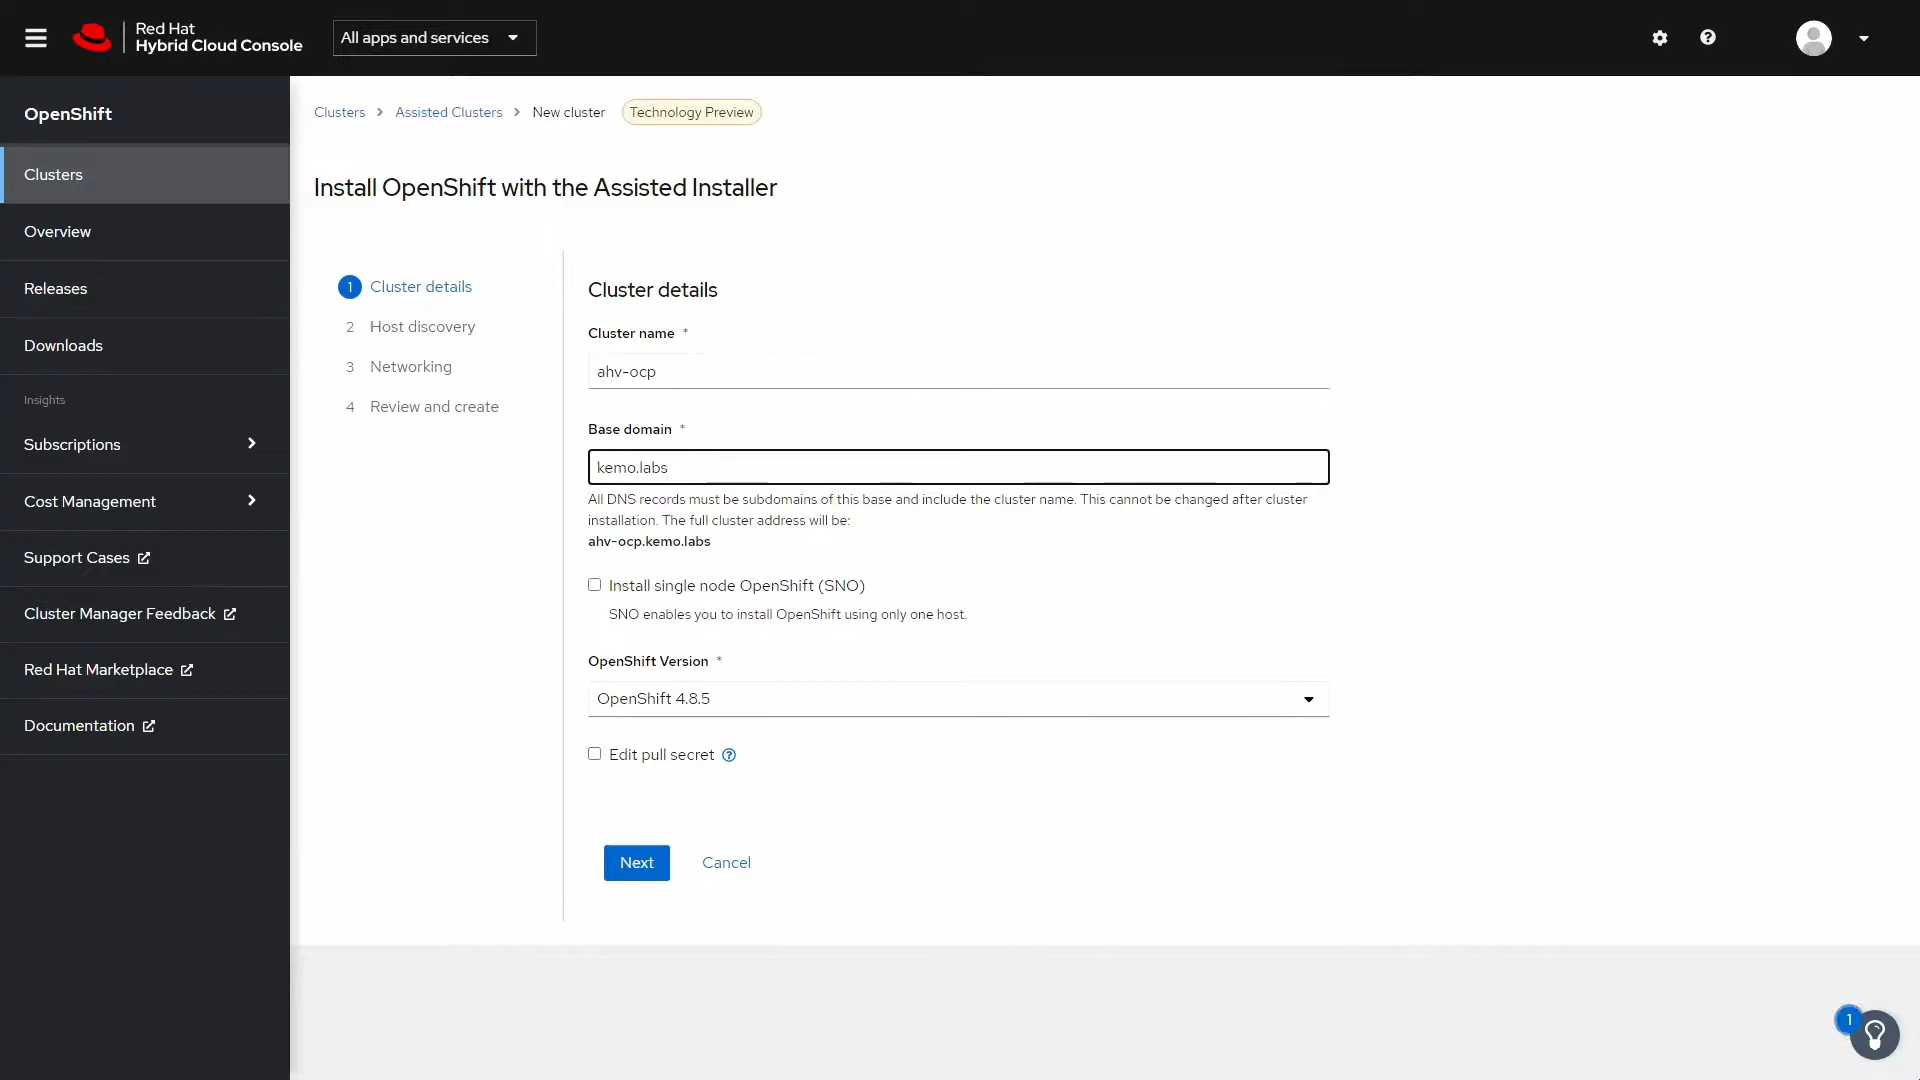 Red Hat
Hybrid Cloud Console
All apps and services
OpenShift
Clusters
Overview
Releases
Downloads
Insights
Subscriptions
Cost Management
Support Cases
Cluster Manager Feedback
Red Hat Marketplace
Documentation
Clusters > Assisted Clusters > New cluster Technology Preview
Install OpenShift with the Assisted Installer
1 Cluster details
2 Host discovery
3 Networking
4 Review and create
Cluster details
Cluster name *
ahv-ocp
Base domain *
kemo.labs
All DNS records must be subdomains of this base and include the cluster name. This cannot be changed after cluster
installation. The full cluster address will be:
ahv-ocp.kemo.labs
Install single node OpenShift (SNO)
SNO enables you to install OpenShift using only one host.
OpenShift Version *
OpenShift 4.8.5
Edit pull secret
Next Cancel
1